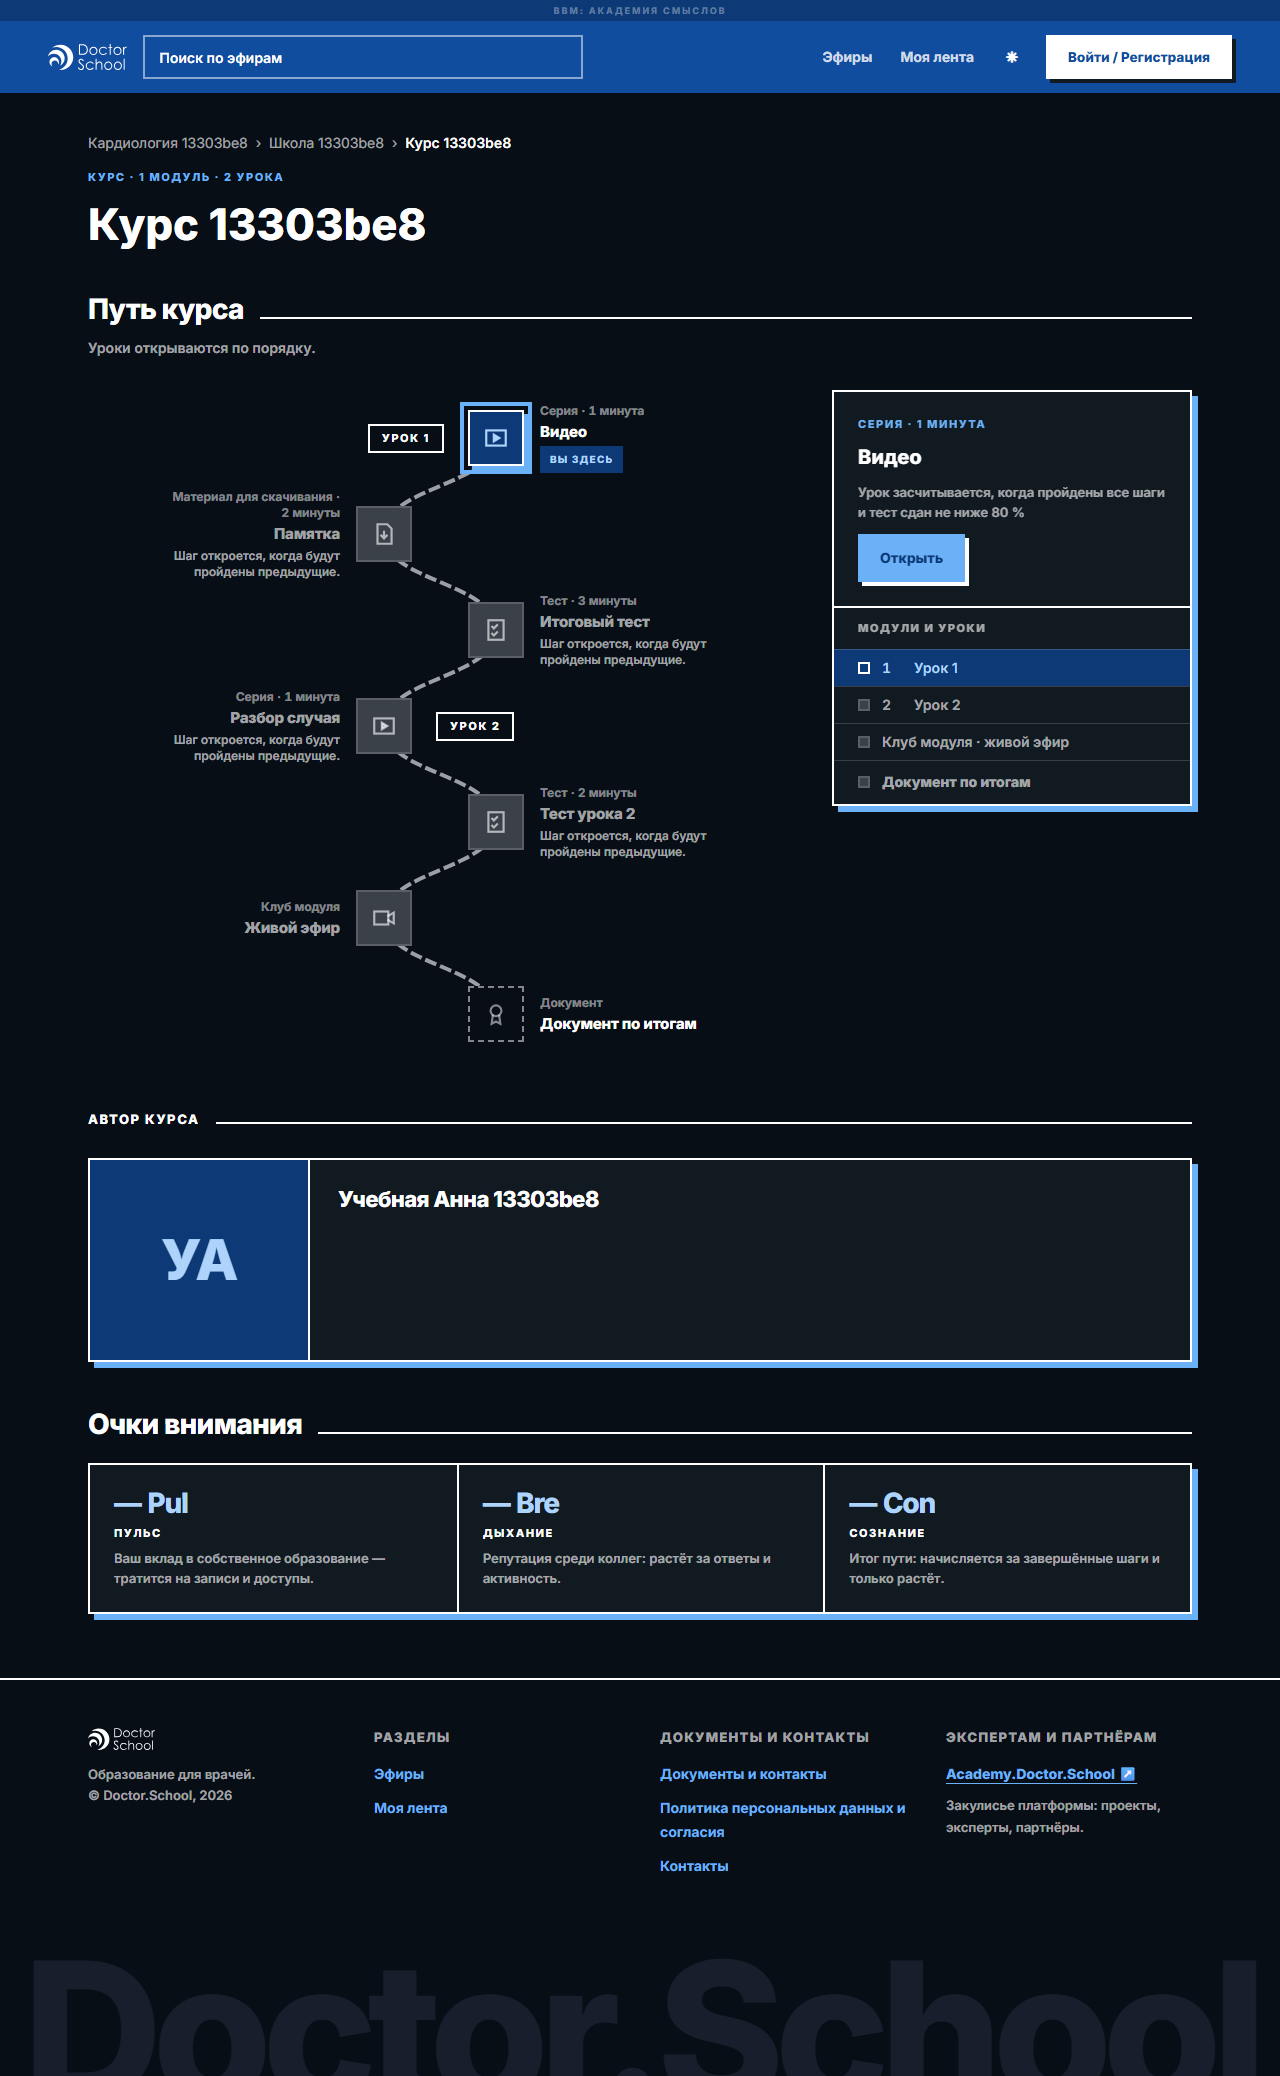 ВВМ: АКАДЕМИЯ СМЫСЛОВ
Doctor
School
Поиск по эфирам
Эфиры
Моя лента
Войти / Регистрация
Кардиология 13303be8 › Школа 13303be8 › Курс 13303be8
КУРС · 1 МОДУЛЬ · 2 УРОКА
Курс 13303be8
Путь курса
Уроки открываются по порядку.
УРОК 1
Серия · 1 минута
Видео
ВЫ ЗДЕСЬ
Материал для скачивания ·
2 минуты
Памятка
Шаг откроется, когда будут
пройдены предыдущие.
Тест · 3 минуты
Итоговый тест
Шаг откроется, когда будут
пройдены предыдущие.
Серия · 1 минута
Разбор случая
Шаг откроется, когда будут
пройдены предыдущие.
УРОК 2
Тест · 2 минуты
Тест урока 2
Шаг откроется, когда будут
пройдены предыдущие.
Клуб модуля
Живой эфир
Документ
Документ по итогам
СЕРИЯ · 1 МИНУТА
Видео
Урок засчитывается, когда пройдены все шаги
и тест сдан не ниже 80 %
Открыть
МОДУЛИ И УРОКИ
1 Урок 1
2 Урок 2
Клуб модуля · живой эфир
Документ по итогам
АВТОР КУРСА
УА
Учебная Анна 13303be8
Очки внимания
— Pul
ПУЛЬС
Ваш вклад в собственное образование —
тратится на записи и доступы.
— Bre
ДЫХАНИЕ
Репутация среди коллег: растёт за ответы и
активность.
— Con
СОЗНАНИЕ
Итог пути: начисляется за завершённые шаги и
только растёт.
Doctor
School
Образование для врачей.
© Doctor.School, 2026
РАЗДЕЛЫ
Эфиры
Моя лента
ДОКУМЕНТЫ И КОНТАКТЫ
Документы и контакты
Политика персональных данных и
согласия
Контакты
ЭКСПЕРТАМ И ПАРТНЁРАМ
Academy.Doctor.School ↗
Закулисье платформы: проекты,
эксперты, партнёры.
Doctor.School